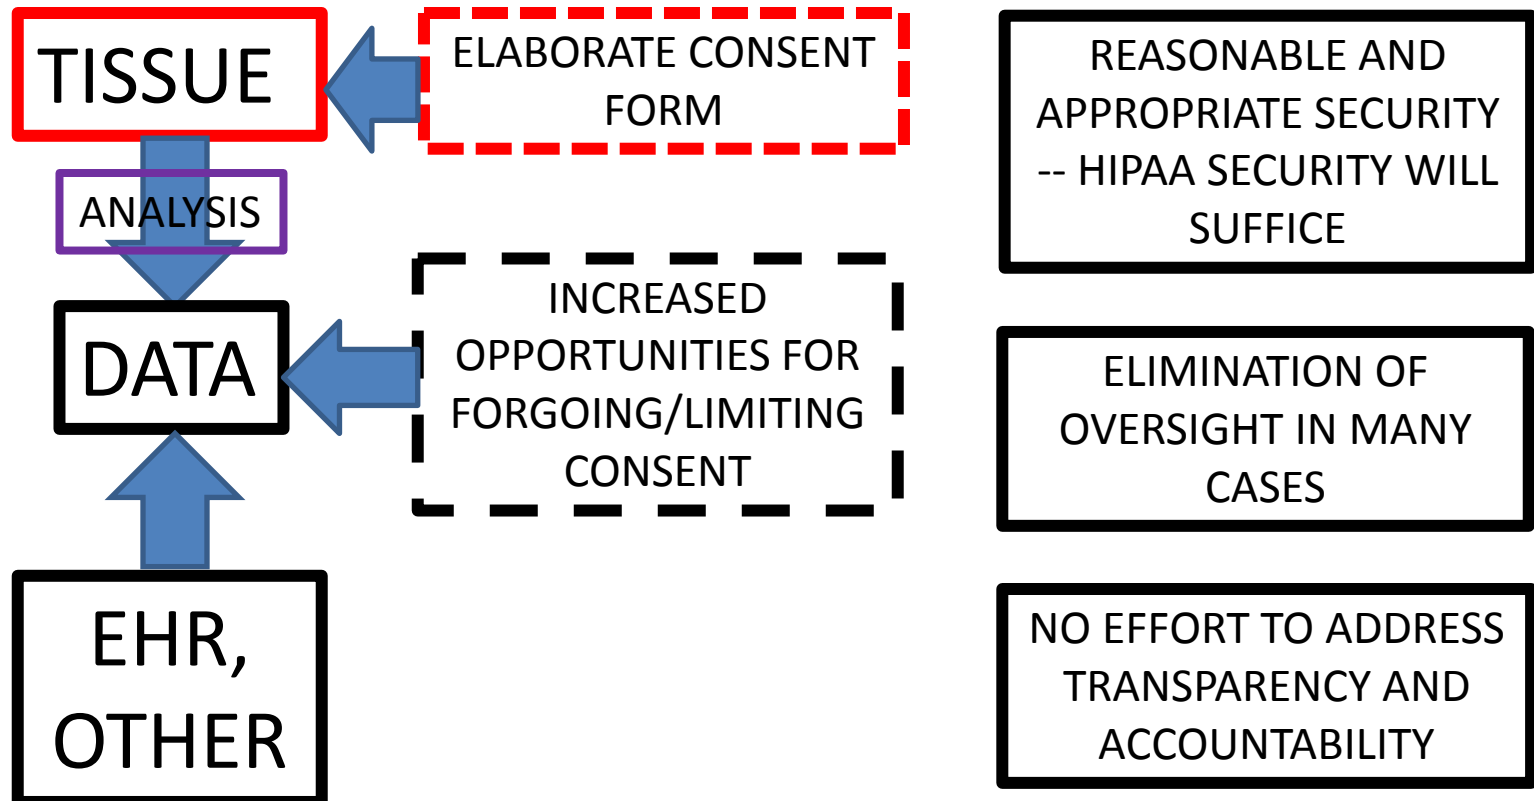 TISSUE
ELABORATE CONSENT
FORM
ANALYSIS
DATA
INCREASED
OPPORTUNITIES FOR
FORGOING/LIMITING
CONSENT
EHR,
OTHER
REASONABLE AND
APPROPRIATE SECURITY
-- HIPAA SECURITY WILL
SUFFICE
ELIMINATION OF
OVERSIGHT IN MANY
CASES
NO EFFORT TO ADDRESS
TRANSPARENCY AND
ACCOUNTABILITY